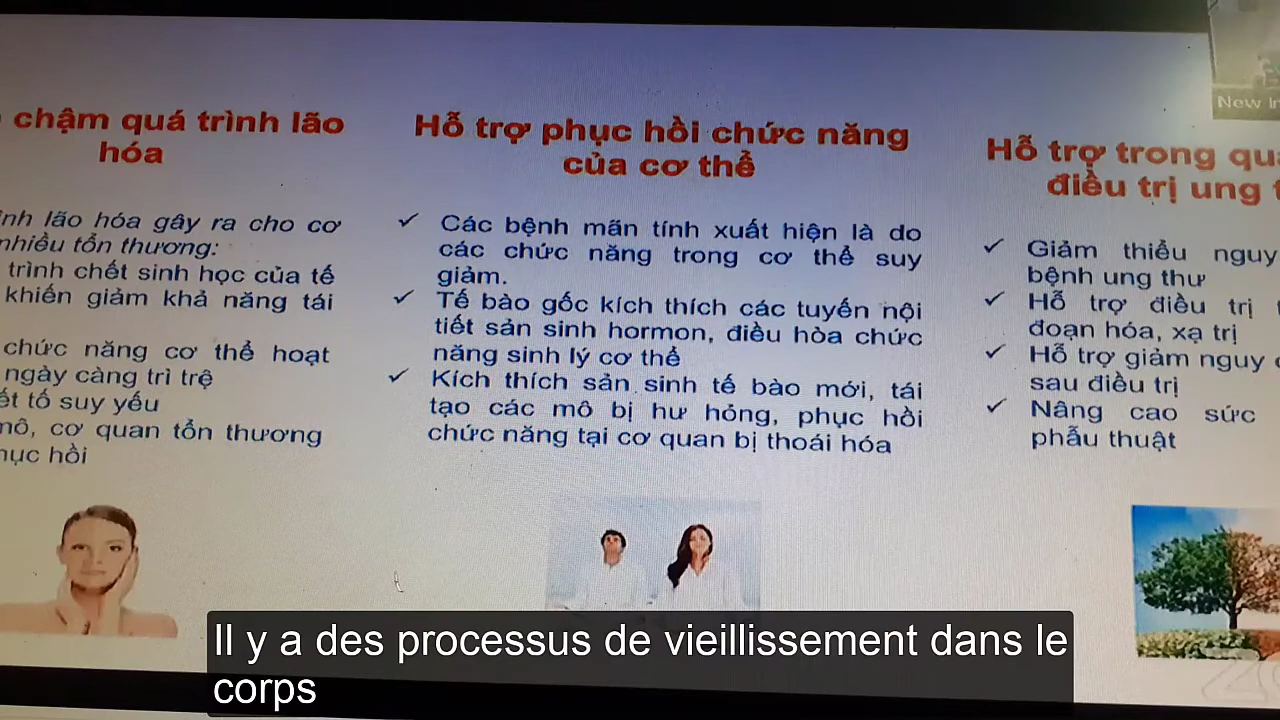 chậm quá trình lão
hóa
lão hóa gây ra cho cơ
nhiều tổn thương:
trình chết sinh học của tế
khiến giảm khả năng tái
chức năng cơ thể hoạt
ngày càng trì trệ
tố suy yếu
mô, cơ quan tổn thương
hồi
Hỗ trợ phục hồi chức năng
của cơ thể
✓ Các bệnh mãn tính xuất hiện là do
các chức năng trong cơ thể suy
giảm.
✓ Tế bào gốc kích thích các tuyến nội
tiết sản sinh hormon, điều hòa chức
năng sinh lý cơ thể
✓ Kích thích sản sinh tế bào mới, tái
tạo các mô bị hư hỏng, phục hồi
chức năng tại cơ quan bị thoái hóa
Hỗ trợ trong
điều trị ung
✓ Giảm thiểu nguy
bệnh ung thư
✓ Hỗ trợ điều trị
đoạn hóa, xạ trị
✓ Hỗ trợ giảm nguy
sau điều trị
✓ Nâng cao sức
phẫu thuật
New
Il y a des processus de vieillissement dans le
corps